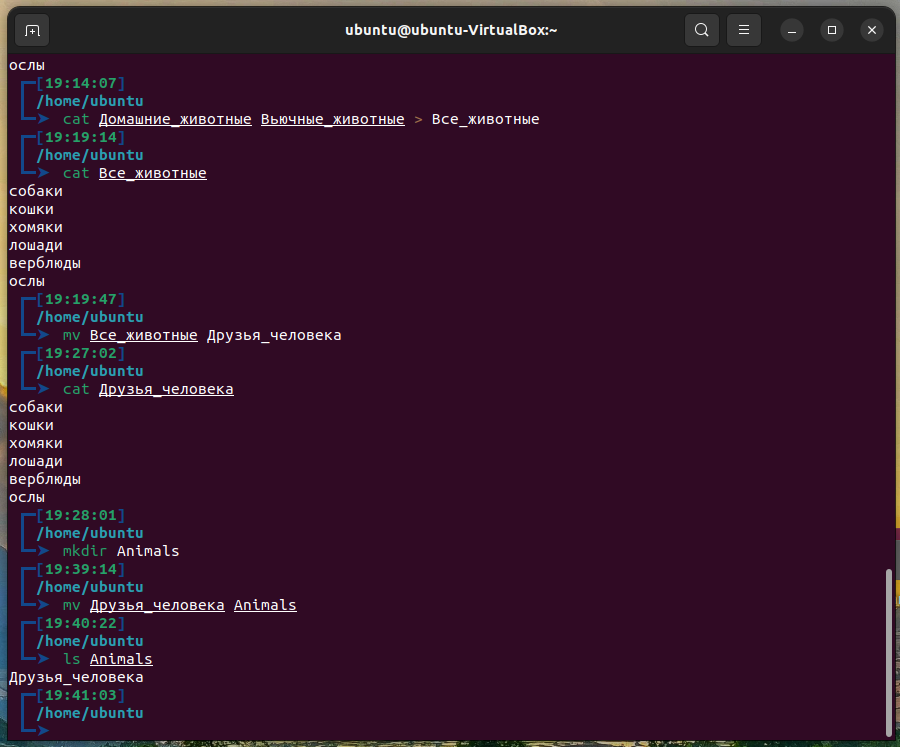 ubuntu@ubuntu-VirtualBox:~
ослы
[19:14:07]
/home/ubuntu
cat Домашние_животные Вьючные_животные > Все_животные
[19:19:14]
/home/ubuntu
cat Все_животные
собаки
кошки
хомяки
лошади
верблюды
ослы
[19:19:47]
/home/ubuntu
mv Все_животные Друзья_человека
[19:27:02]
/home/ubuntu
cat Друзья_человека
собаки
кошки
хомяки
лошади
верблюды
ослы
[19:28:01]
/home/ubuntu
mkdir Animals
[19:39:14]
/home/ubuntu
mv Друзья_человека Animals
[19:40:22]
/home/ubuntu
ls Animals
Друзья_человека
[19:41:03]
/home/ubuntu